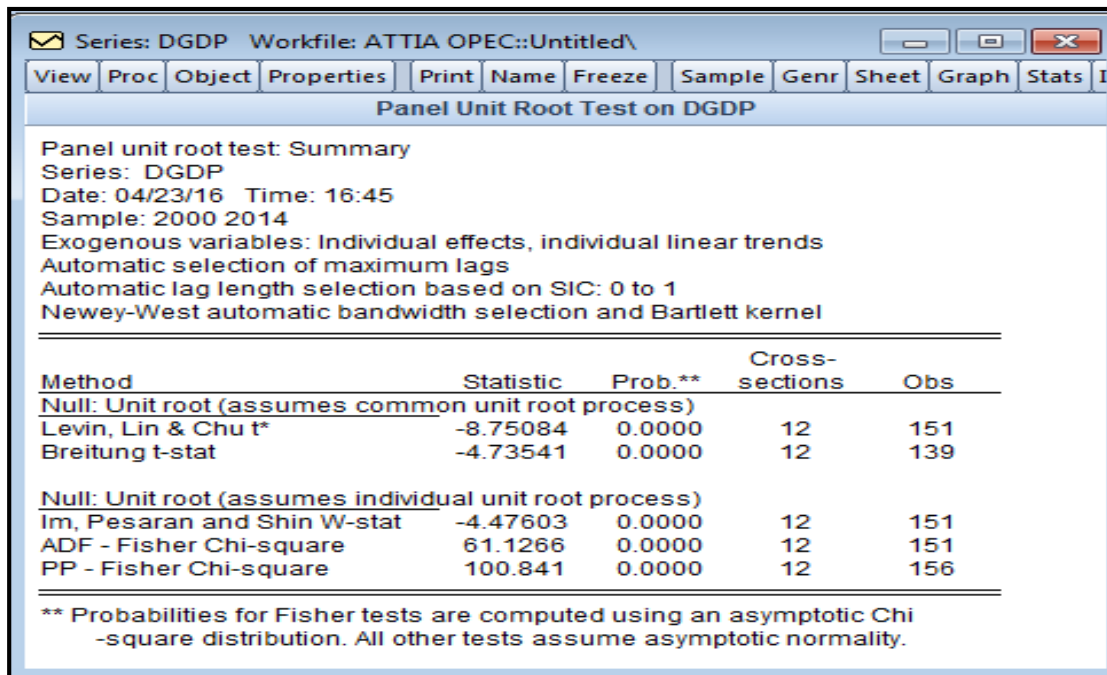 Series: DGDP Workfile: ATTIA OPEC::Untitled\
View Proc Object Properties Print Name Freeze Sample Genr Sheet Graph Stats
Panel Unit Root Test on DGDP
Panel unit root test: Summary
Series: DGDP
Date: 04/23/16 Time: 16:45
Sample: 2000 2014
Exogenous variables: Individual effects, individual linear trends
Automatic selection of maximum lags
Automatic lag length selection based on SIC: 0 to 1
Newey-West automatic bandwidth selection and Bartlett kernel
Cross-
Method Statistic Prob.** sections Obs
Null: Unit root (assumes common unit root process)
Levin, Lin & Chu t* -8.75084 0.0000 12 151
Breitung t-stat -4.73541 0.0000 12 139
Null: Unit root (assumes individual unit root process)
Im, Pesaran and Shin W-stat -4.47603 0.0000 12 151
ADF - Fisher Chi-square 61.1266 0.0000 12 151
PP - Fisher Chi-square 100.841 0.0000 12 156
** Probabilities for Fisher tests are computed using an asymptotic Chi
-square distribution. All other tests assume asymptotic normality.